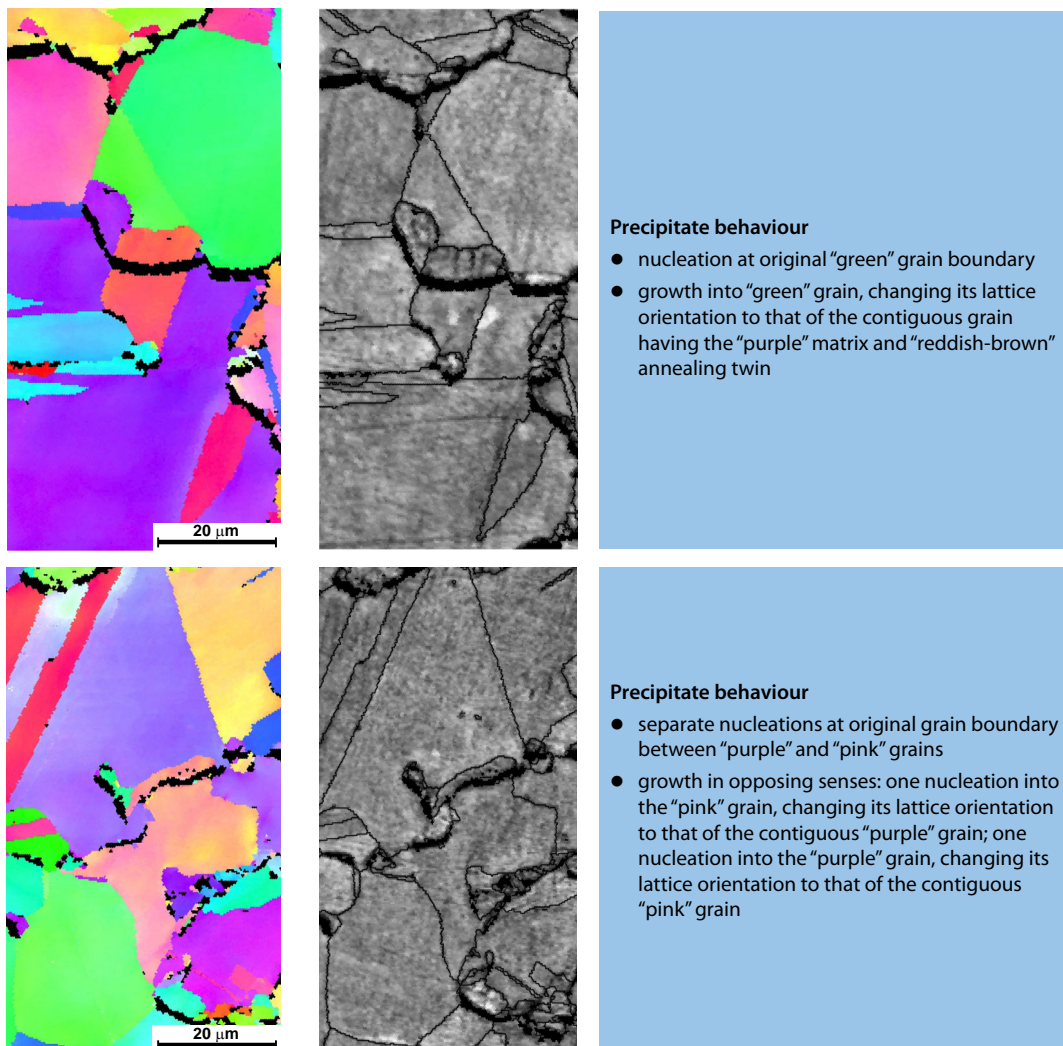 20 μm
Precipitate behaviour
● nucleation at original “green” grain boundary
● growth into “green” grain, changing its lattice
orientation to that of the contiguous grain
having the “purple” matrix and “reddish-brown”
annealing twin
20 μm
Precipitate behaviour
● separate nucleations at original grain boundary
between “purple” and “pink” grains
● growth in opposing senses: one nucleation into
the “pink” grain, changing its lattice orientation
to that of the contiguous “purple” grain; one
nucleation into the “purple” grain, changing its
lattice orientation to that of the contiguous
“pink” grain